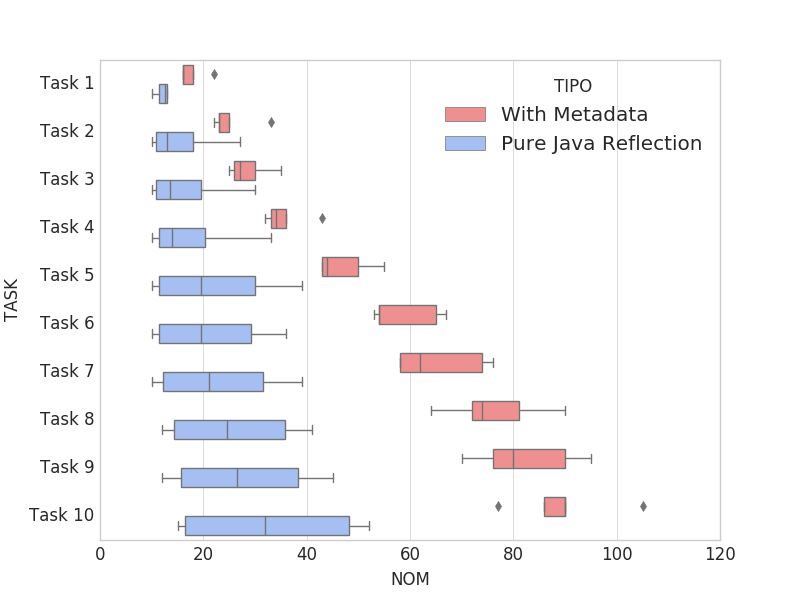 TIPO
With Metadata
Pure Java Reflection
TASK
Task 1
Task 2
Task 3
Task 4
Task 5
Task 6
Task 7
Task 8
Task 9
Task 10
0 20 40 60 80 100 120
NOM